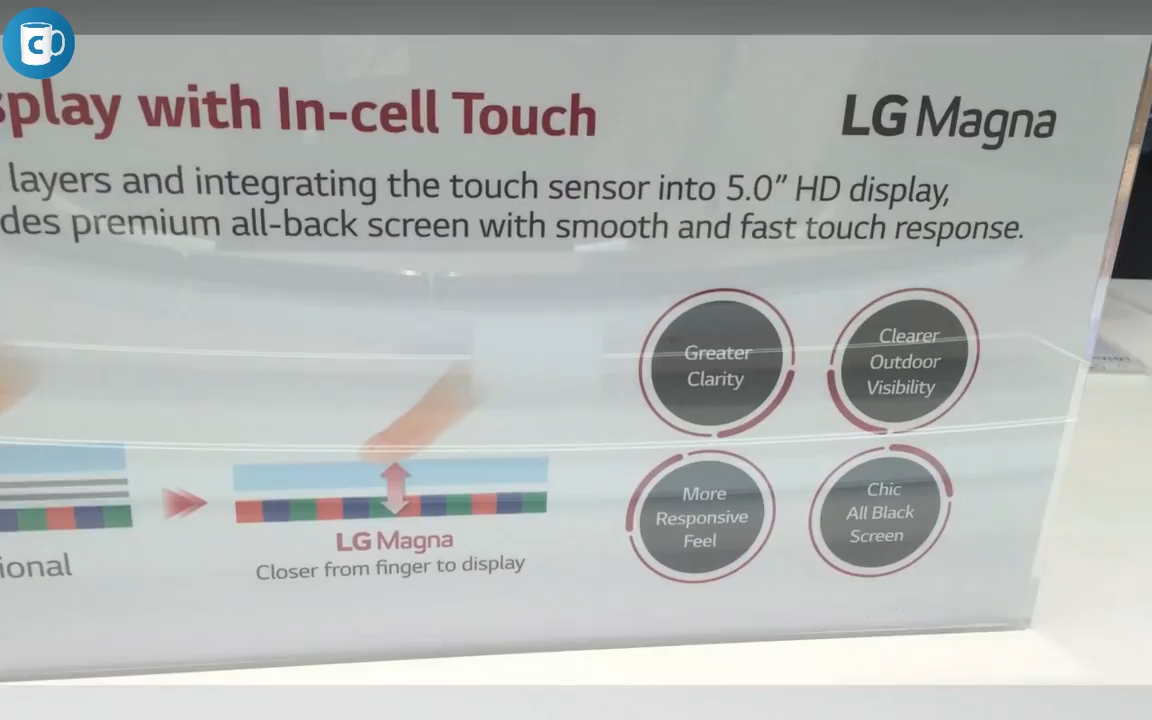 C
splay with In-cell Touch
LG Magna
layers and integrating the touch sensor into 5.0" HD display,
des premium all-back screen with smooth and fast touch response.
Greater
Clarity
Clearer
Outdoor
Visibility
More
Responsive
Feel
Chic
All Black
Screen
ional
LG Magna
Closer from finger to display